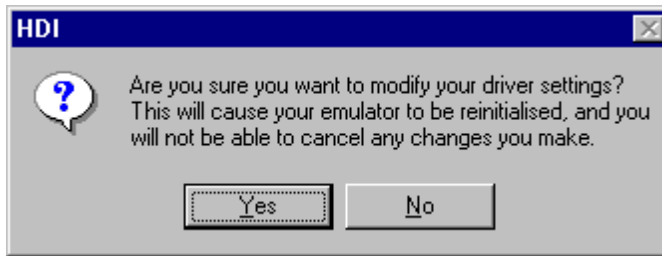 HDI
Are you sure you want to modify your driver settings?
This will cause your emulator to be reinitialised, and you
will not be able to cancel any changes you make.
Yes No